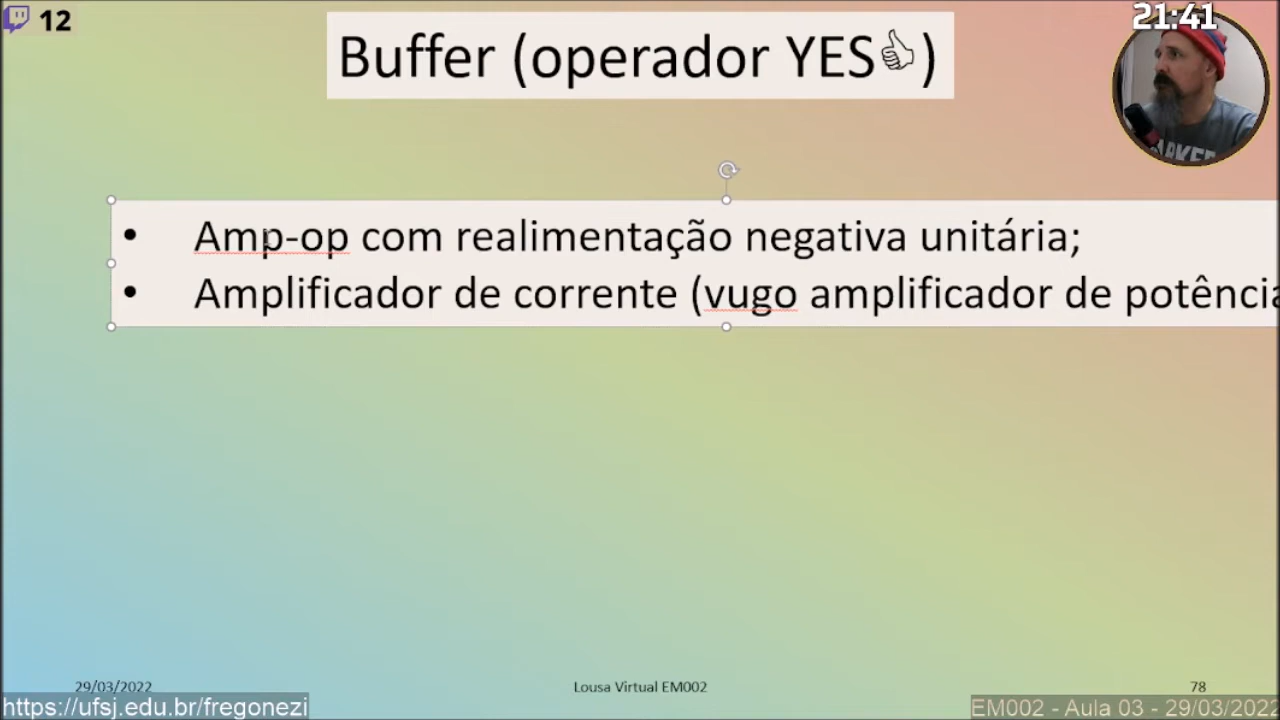 12
21:41
Buffer (operador YES👍)
• Amp-op com realimentação negativa unitária;
• Amplificador de corrente (vugo amplificador de potência
29/03/2022
Lousa Virtual EM002
78
https://ufsj.edu.br/fregonezi
EM002 - Aula 03 - 29/03/2022